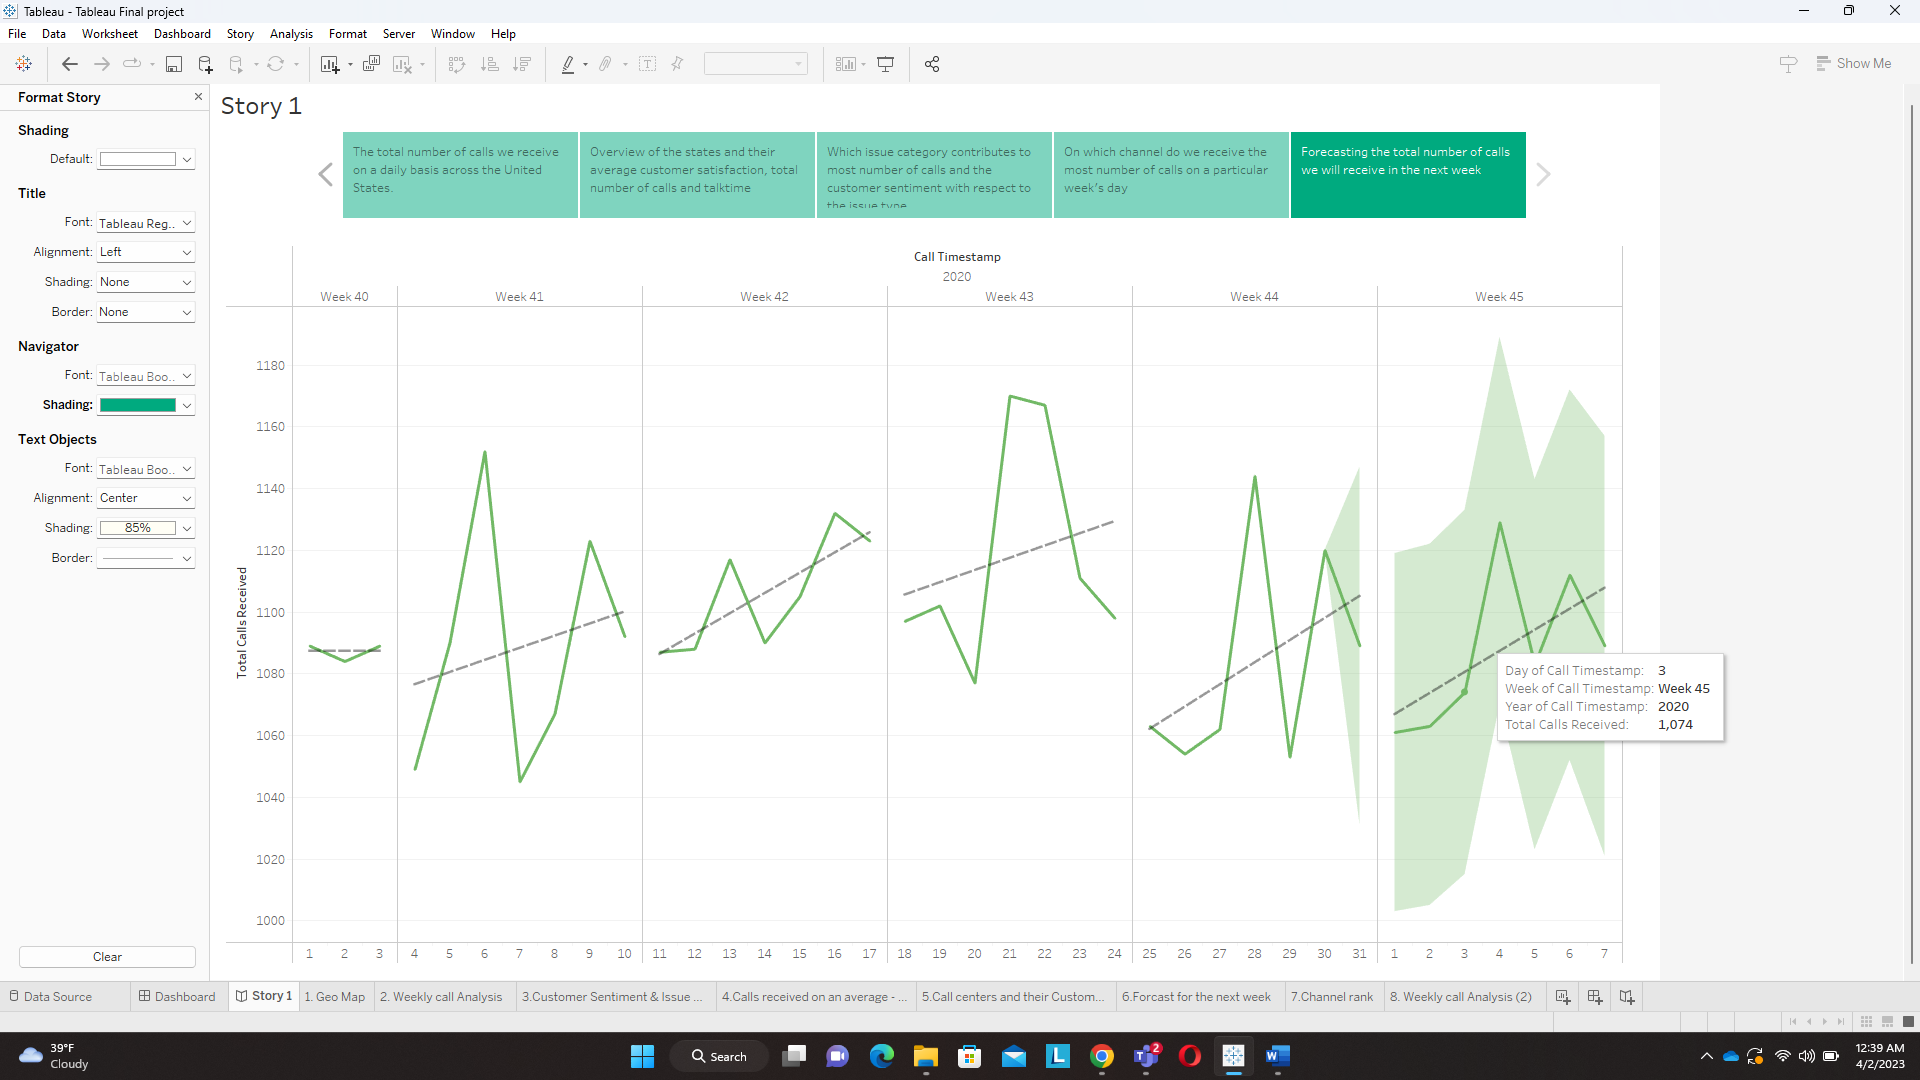 Tableau - Tableau Final project
File Data Worksheet Dashboard Story Analysis Format Server Window Help
Show Me
Format Story
Shading
Default:
Title
Font: Tableau Reg..
Alignment: Left
Shading: None
Border: None
Navigator
Font: Tableau Boo..
Shading:
Text Objects
Font: Tableau Boo..
Alignment: Center
Shading: 85%
Border:
Clear
Story 1
The total number of calls we receive
on a daily basis across the United
States.
Overview of the states and their
average customer satisfaction, total
number of calls and talktime
Which issue category contributes to
most number of calls and the
customer sentiment with respect to
the issue type
On which channel do we receive the
most number of calls on a particular
week's day
Forecasting the total number of calls
we will receive in the next week
Call Timestamp
2020
Week 40 Week 41 Week 42 Week 43 Week 44 Week 45
Total Calls Received
1180
1160
1140
1120
1100
1080
1060
1040
1020
1000
1 2 3 4 5 6 7 8 9 10 11 12 13 14 15 16 17 18 19 20 21 22 23 24 25 26 27 28 29 30 31 1 2 3 4 5 6 7
Day of Call Timestamp: 3
Week of Call Timestamp: Week 45
Year of Call Timestamp: 2020
Total Calls Received: 1,074
Data Source Dashboard Story 1 1. Geo Map 2. Weekly call Analysis 3.Customer Sentiment & Issue ... 4.Calls received on an average - ... 5.Call centers and their Custom... 6.Forcast for the next week 7.Channel rank 8. Weekly call Analysis (2)
39°F
Cloudy
Search
L
2
W
12:39 AM
4/2/2023